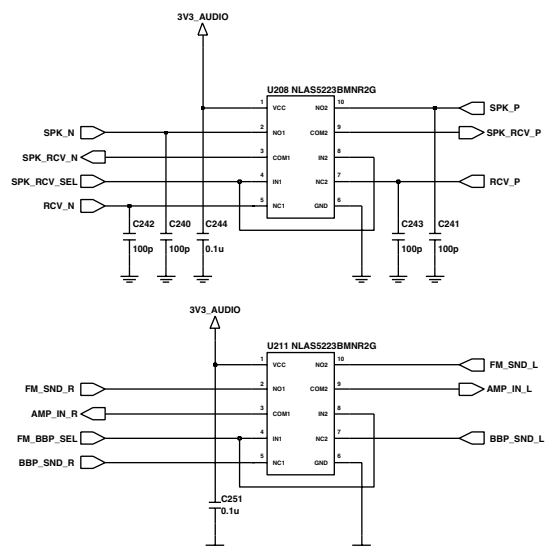 3V3_AUDIO
U208 NLAS5223BMNR2G
1 VCC NO2 10 SPK_P
SPK_N 2 NO1 COM2 9 SPK_RCV_P
SPK_RCV_N 3 COM1 IN2 8
SPK_RCV_SEL 4 IN1 NC2 7 RCV_P
RCV_N 5 NC1 GND 6
C242 C240 C244 C243 C241
100p 100p 0.1u 100p 100p
3V3_AUDIO
U211 NLAS5223BMNR2G
1 VCC NO2 10 FM_SND_L
FM_SND_R 2 NO1 COM2 9 AMP_IN_L
AMP_IN_R 3 COM1 IN2 8
FM_BBP_SEL 4 IN1 NC2 7 BBP_SND_L
BBP_SND_R 5 NC1 GND 6
C251
0.1u